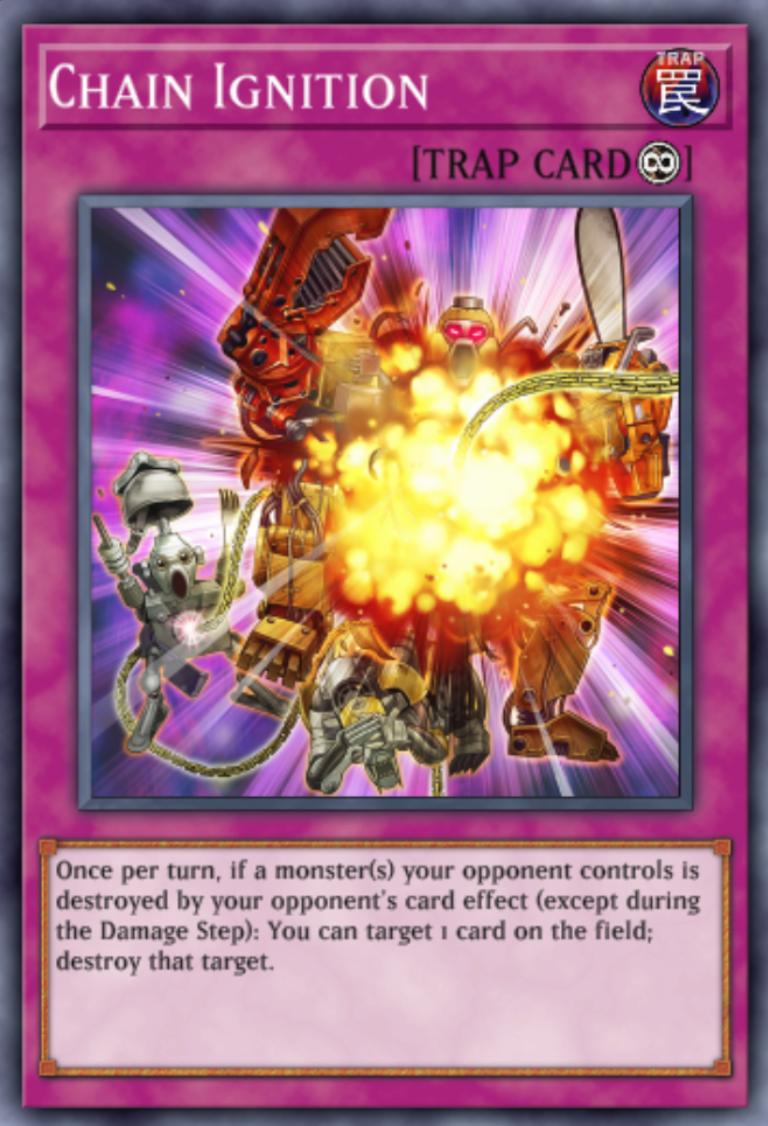 CHAIN IGNITION
TRAP
罠
[TRAP CARD∞]
Once per turn, if a monster(s) your opponent controls is
destroyed by your opponent's card effect (except during
the Damage Step): You can target 1 card on the field;
destroy that target.